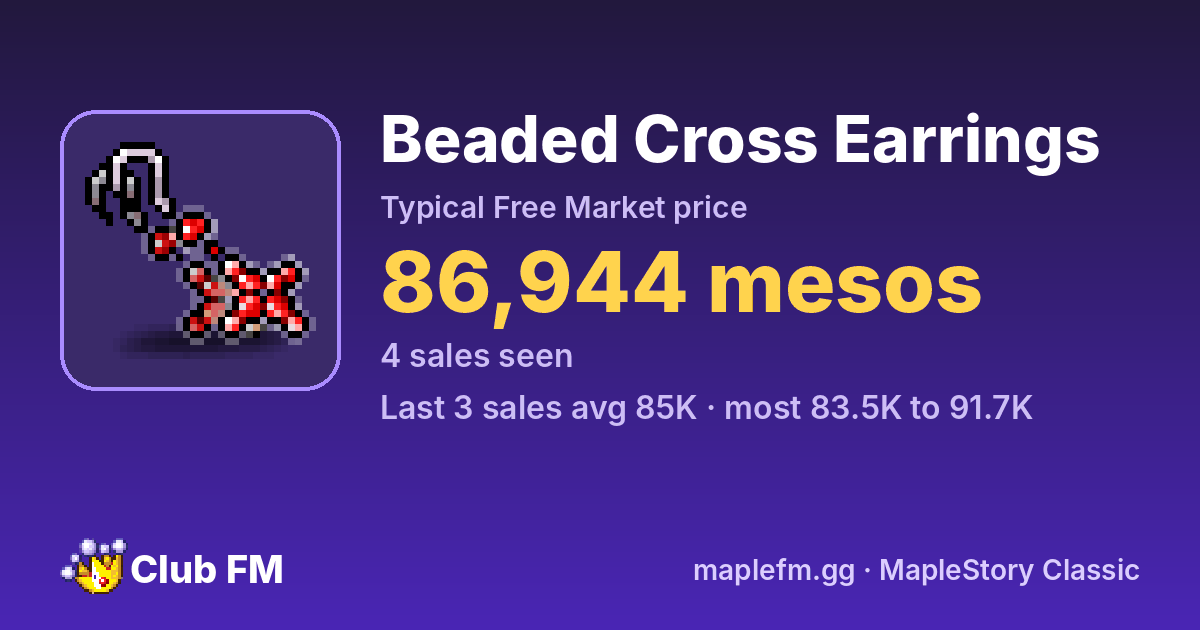 Beaded Cross Earrings
Typical Free Market price
86,944 mesos
4 sales seen
Last 3 sales avg 85K · most 83.5K to 91.7K
Club FM
maplefm.gg · MapleStory Classic